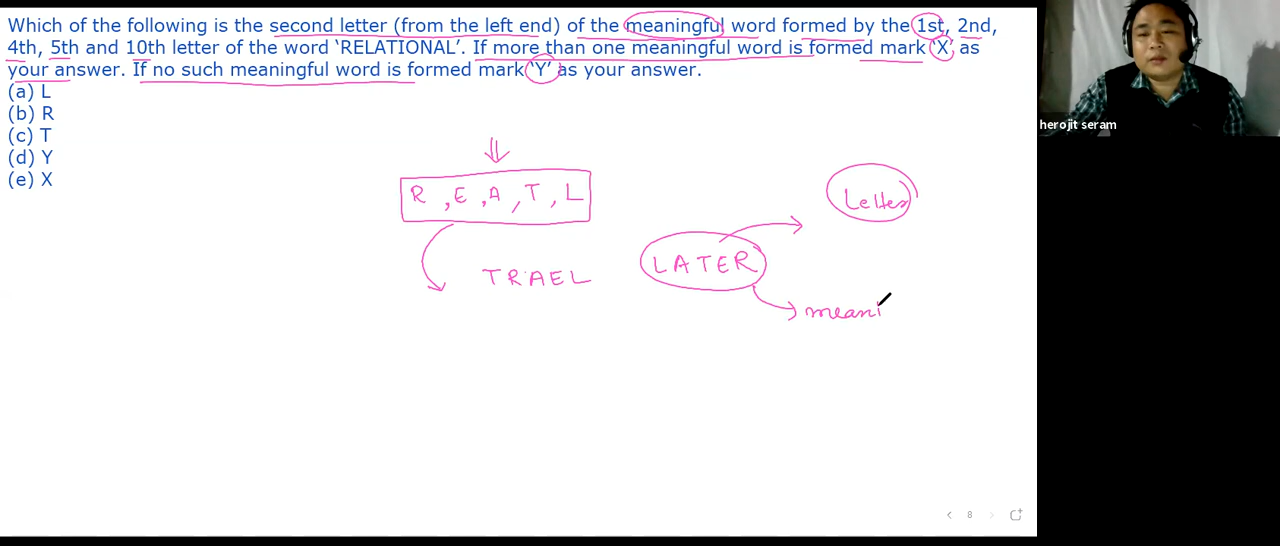 Which of the following is the second letter (from the left end) of the meaningful word formed by the 1st, 2nd,
4th, 5th and 10th letter of the word ‘RELATIONAL’. If more than one meaningful word is formed mark ‘X’ as
your answer. If no such meaningful word is formed mark ‘Y’ as your answer.
(a) L
(b) R
(c) T
(d) Y
(e) X
herojit seram
R , E , A , T , L
Letter
LATER
TRAEL
meani
8